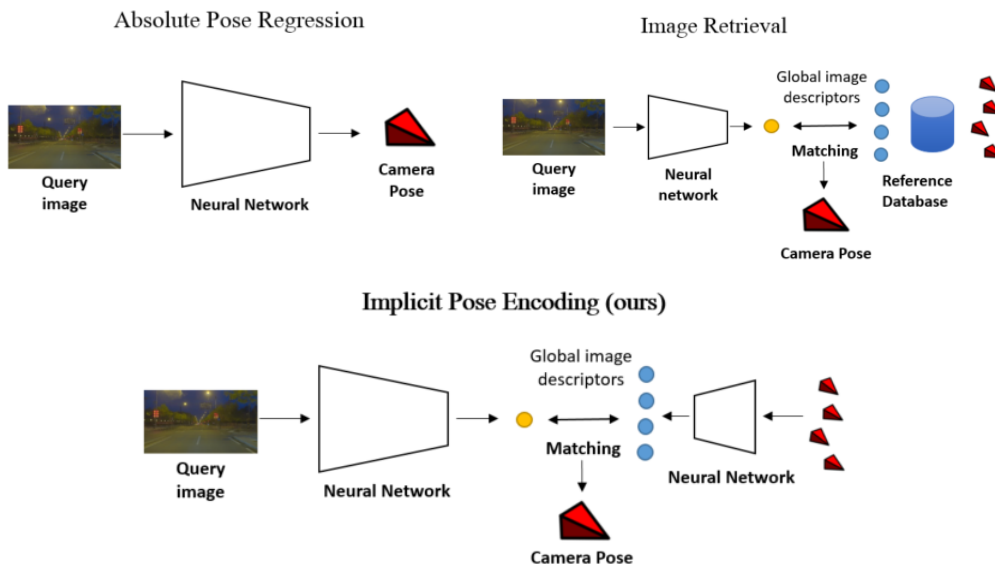 Absolute Pose Regression
Query
image
Neural Network
Camera
Pose
Image Retrieval
Query
image
Neural
network
Global image
descriptors
Matching
Camera Pose
Reference
Database
Implicit Pose Encoding (ours)
Query
image
Neural Network
Global image
descriptors
Matching
Camera Pose
Neural Network